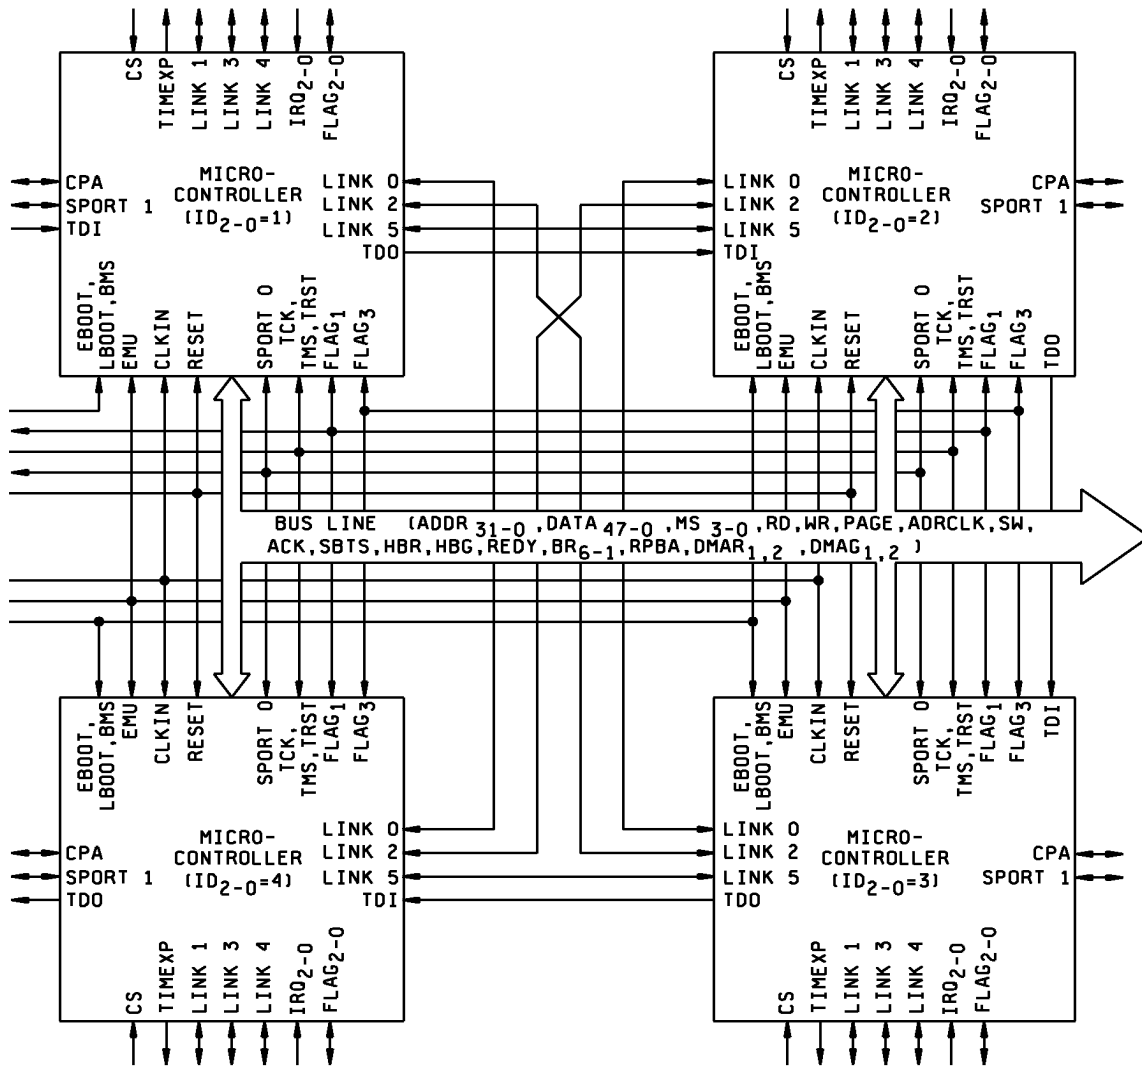 CS
TIMEXP
LINK 1
LINK 3
LINK 4
IRQ2-0
FLAG2-0
CPA
SPORT 1
TDI
MICRO-
CONTROLLER
(ID2-0=1)
LINK 0
LINK 2
LINK 5
TDO
EBOOT,
LBOOT,BMS
EMU
CLKIN
RESET
SPORT 0
TCK,
TMS,TRST
FLAG1
FLAG3
CS
TIMEXP
LINK 1
LINK 3
LINK 4
IRQ2-0
FLAG2-0
LINK 0
LINK 2
LINK 5
TDI
MICRO-
CONTROLLER
(ID2-0=2)
CPA
SPORT 1
EBOOT,
LBOOT,BMS
EMU
CLKIN
RESET
SPORT 0
TCK,
TMS,TRST
FLAG1
FLAG3
TDO
BUS LINE (ADDR31-0,DATA47-0,MS3-0,RD,WR,PAGE,ADRCLK,SW,
ACK,SBTS,HBR,HBG,REDY,BR6-1,RPBA,DMAR1,2,DMAG1,2)
EBOOT,
LBOOT,BMS
EMU
CLKIN
RESET
SPORT 0
TCK,
TMS,TRST
FLAG1
FLAG3
CPA
SPORT 1
TDO
MICRO-
CONTROLLER
(ID2-0=4)
LINK 0
LINK 2
LINK 5
TDI
CS
TIMEXP
LINK 1
LINK 3
LINK 4
IRQ2-0
FLAG2-0
EBOOT,
LBOOT,BMS
EMU
CLKIN
RESET
SPORT 0
TCK,
TMS,TRST
FLAG1
FLAG3
TDI
LINK 0
LINK 2
LINK 5
TDO
MICRO-
CONTROLLER
(ID2-0=3)
CPA
SPORT 1
CS
TIMEXP
LINK 1
LINK 3
LINK 4
IRQ2-0
FLAG2-0